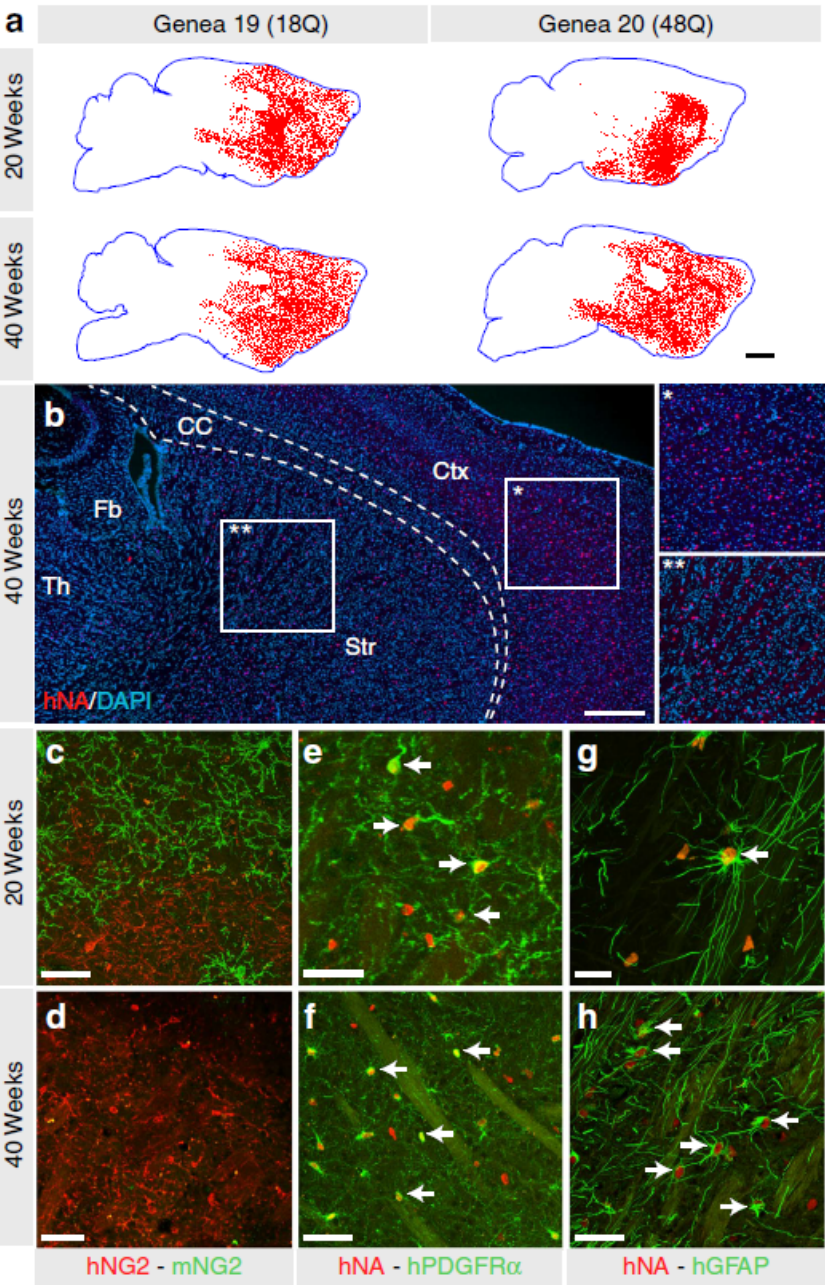 a
Genea 19 (18Q)
Genea 20 (48Q)
20 Weeks
40 Weeks
40 Weeks
b
CC
Ctx
*
Fb
**
Th
Str
hNA/DAPI
*
**
20 Weeks
c
e
g
40 Weeks
d
f
h
hNG2 - mNG2
hNA - hPDGFRα
hNA - hGFAP